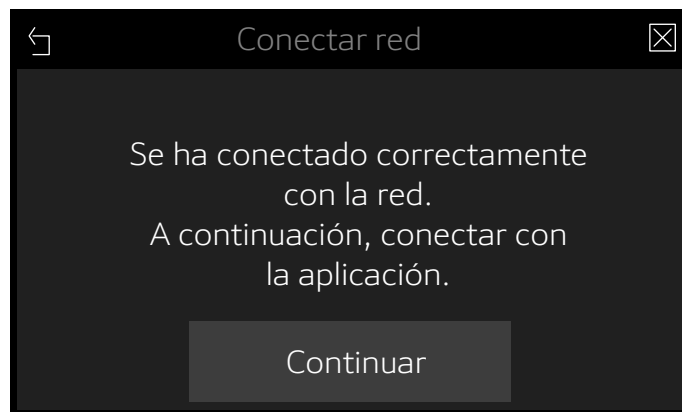 Conectar red
Se ha conectado correctamente
con la red.
A continuación, conectar con
la aplicación.
Continuar